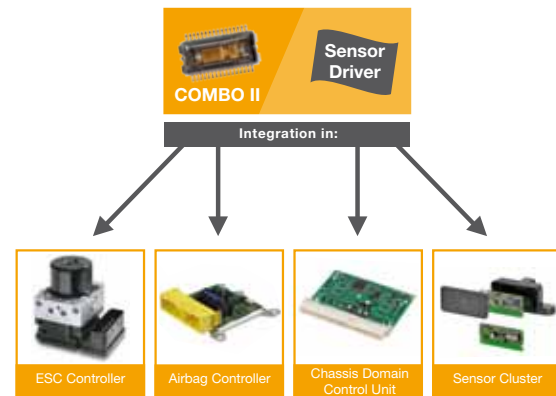 Sensor
Driver
COMBO II
Integration in:
ESC Controller
Airbag Controller
Chassis Domain
Control Unit
Sensor Cluster